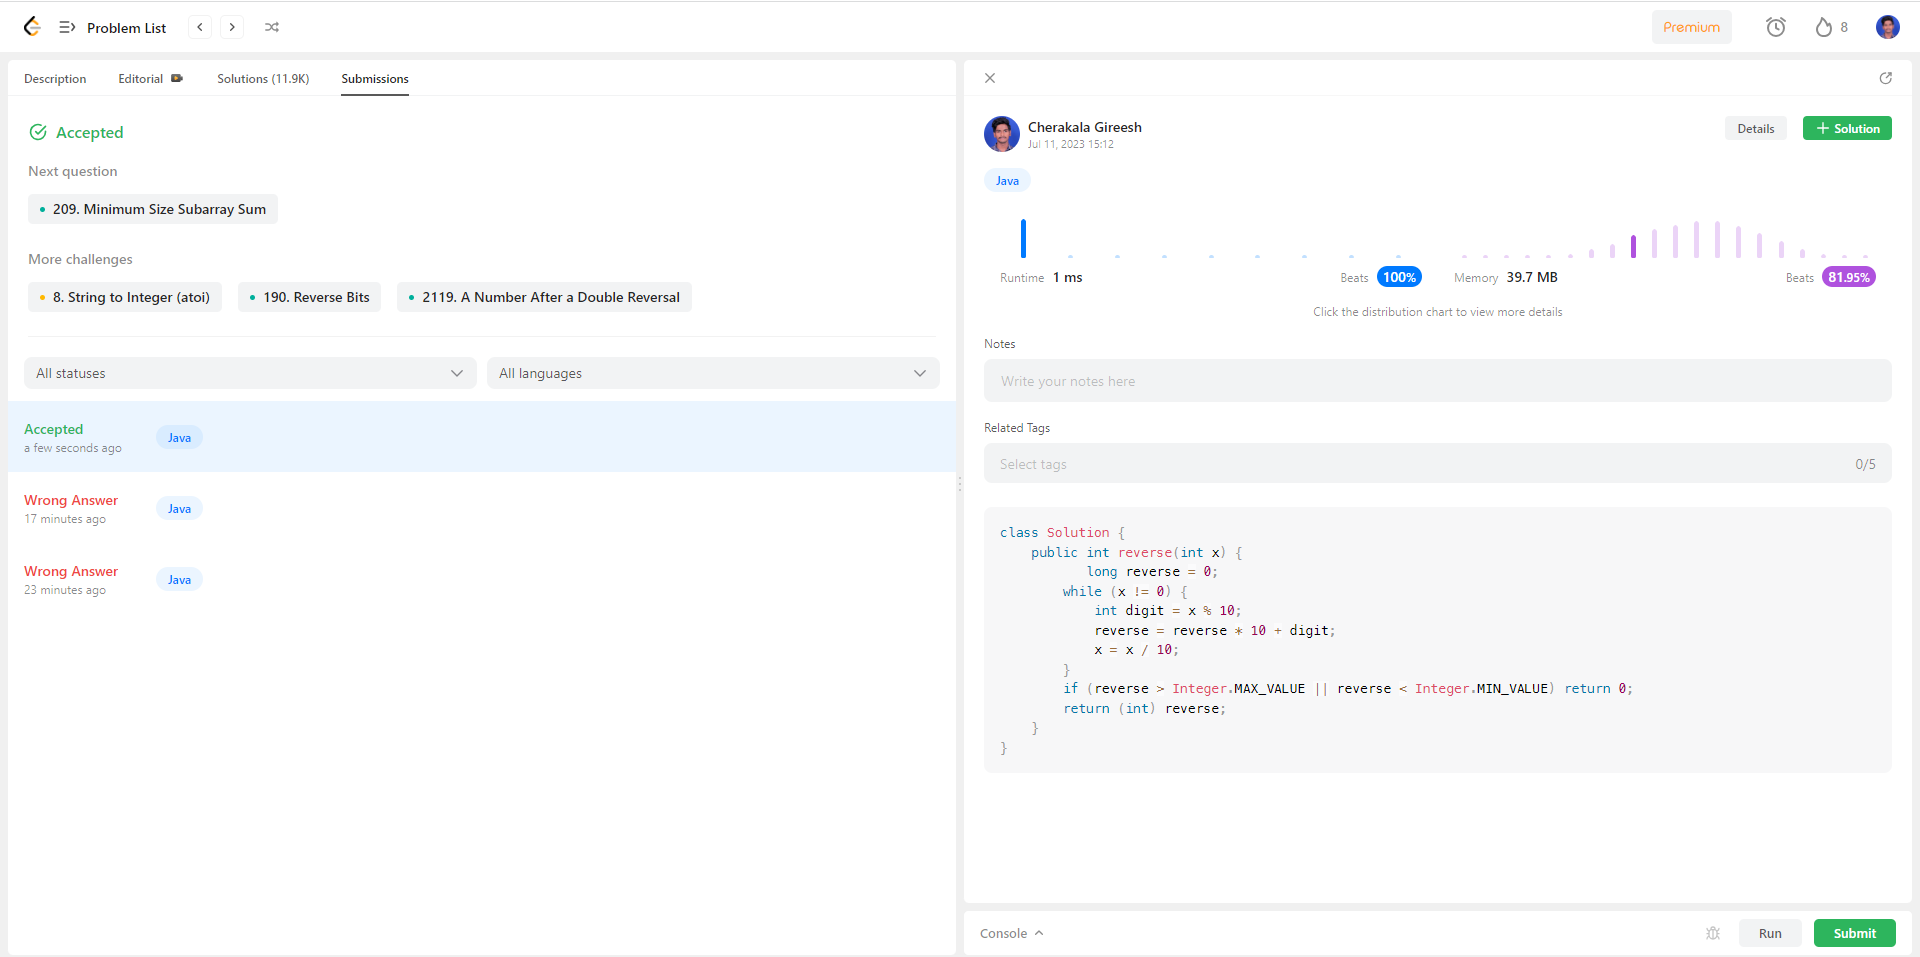 Problem List
Premium
8
Description
Editorial
Solutions (11.9K)
Submissions
Accepted
Next question
209. Minimum Size Subarray Sum
More challenges
8. String to Integer (atoi)
190. Reverse Bits
2119. A Number After a Double Reversal
All statuses
All languages
Accepted
a few seconds ago
Java
Wrong Answer
17 minutes ago
Java
Wrong Answer
23 minutes ago
Java
Cherakala Gireesh
Jul 11, 2023 15:12
Details
+ Solution
Java
Runtime 1 ms
Beats 100%
Memory 39.7 MB
Beats 81.95%
Click the distribution chart to view more details
Notes
Write your notes here
Related Tags
Select tags
0/5
class Solution {
    public int reverse(int x) {
           long reverse = 0;
        while (x != 0) {
            int digit = x % 10;
            reverse = reverse * 10 + digit;
            x = x / 10;
        }
        if (reverse > Integer.MAX_VALUE || reverse < Integer.MIN_VALUE) return 0;
        return (int) reverse;
    }
}
Console
Run
Submit